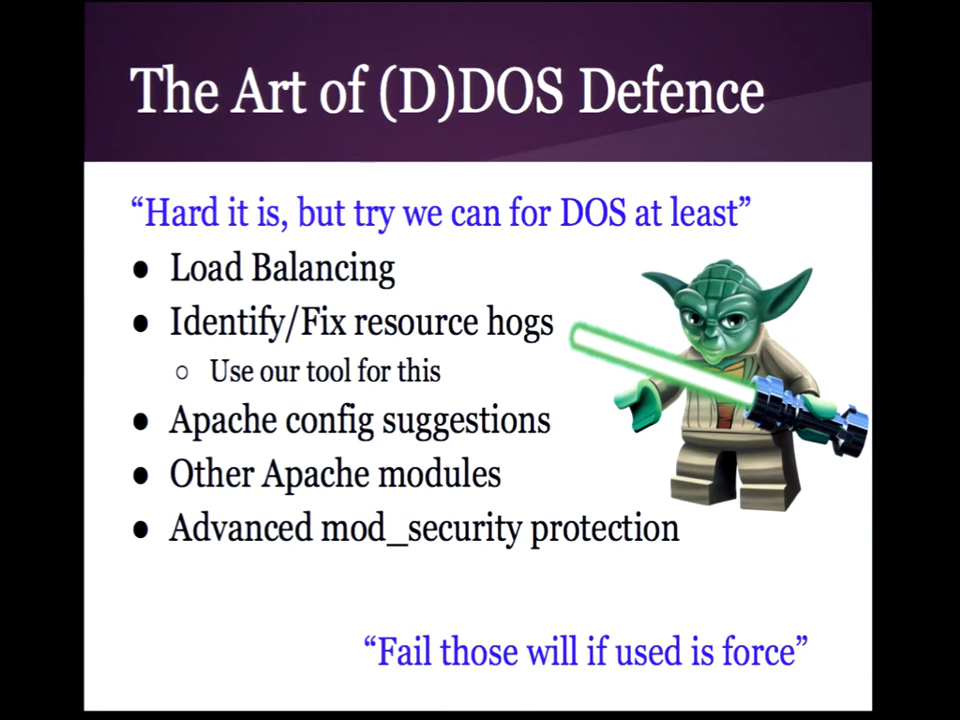 The Art of (D)DOS Defence
“Hard it is, but try we can for DOS at least”
● Load Balancing
● Identify/Fix resource hogs
○ Use our tool for this
● Apache config suggestions
● Other Apache modules
● Advanced mod_security protection
“Fail those will if used is force”